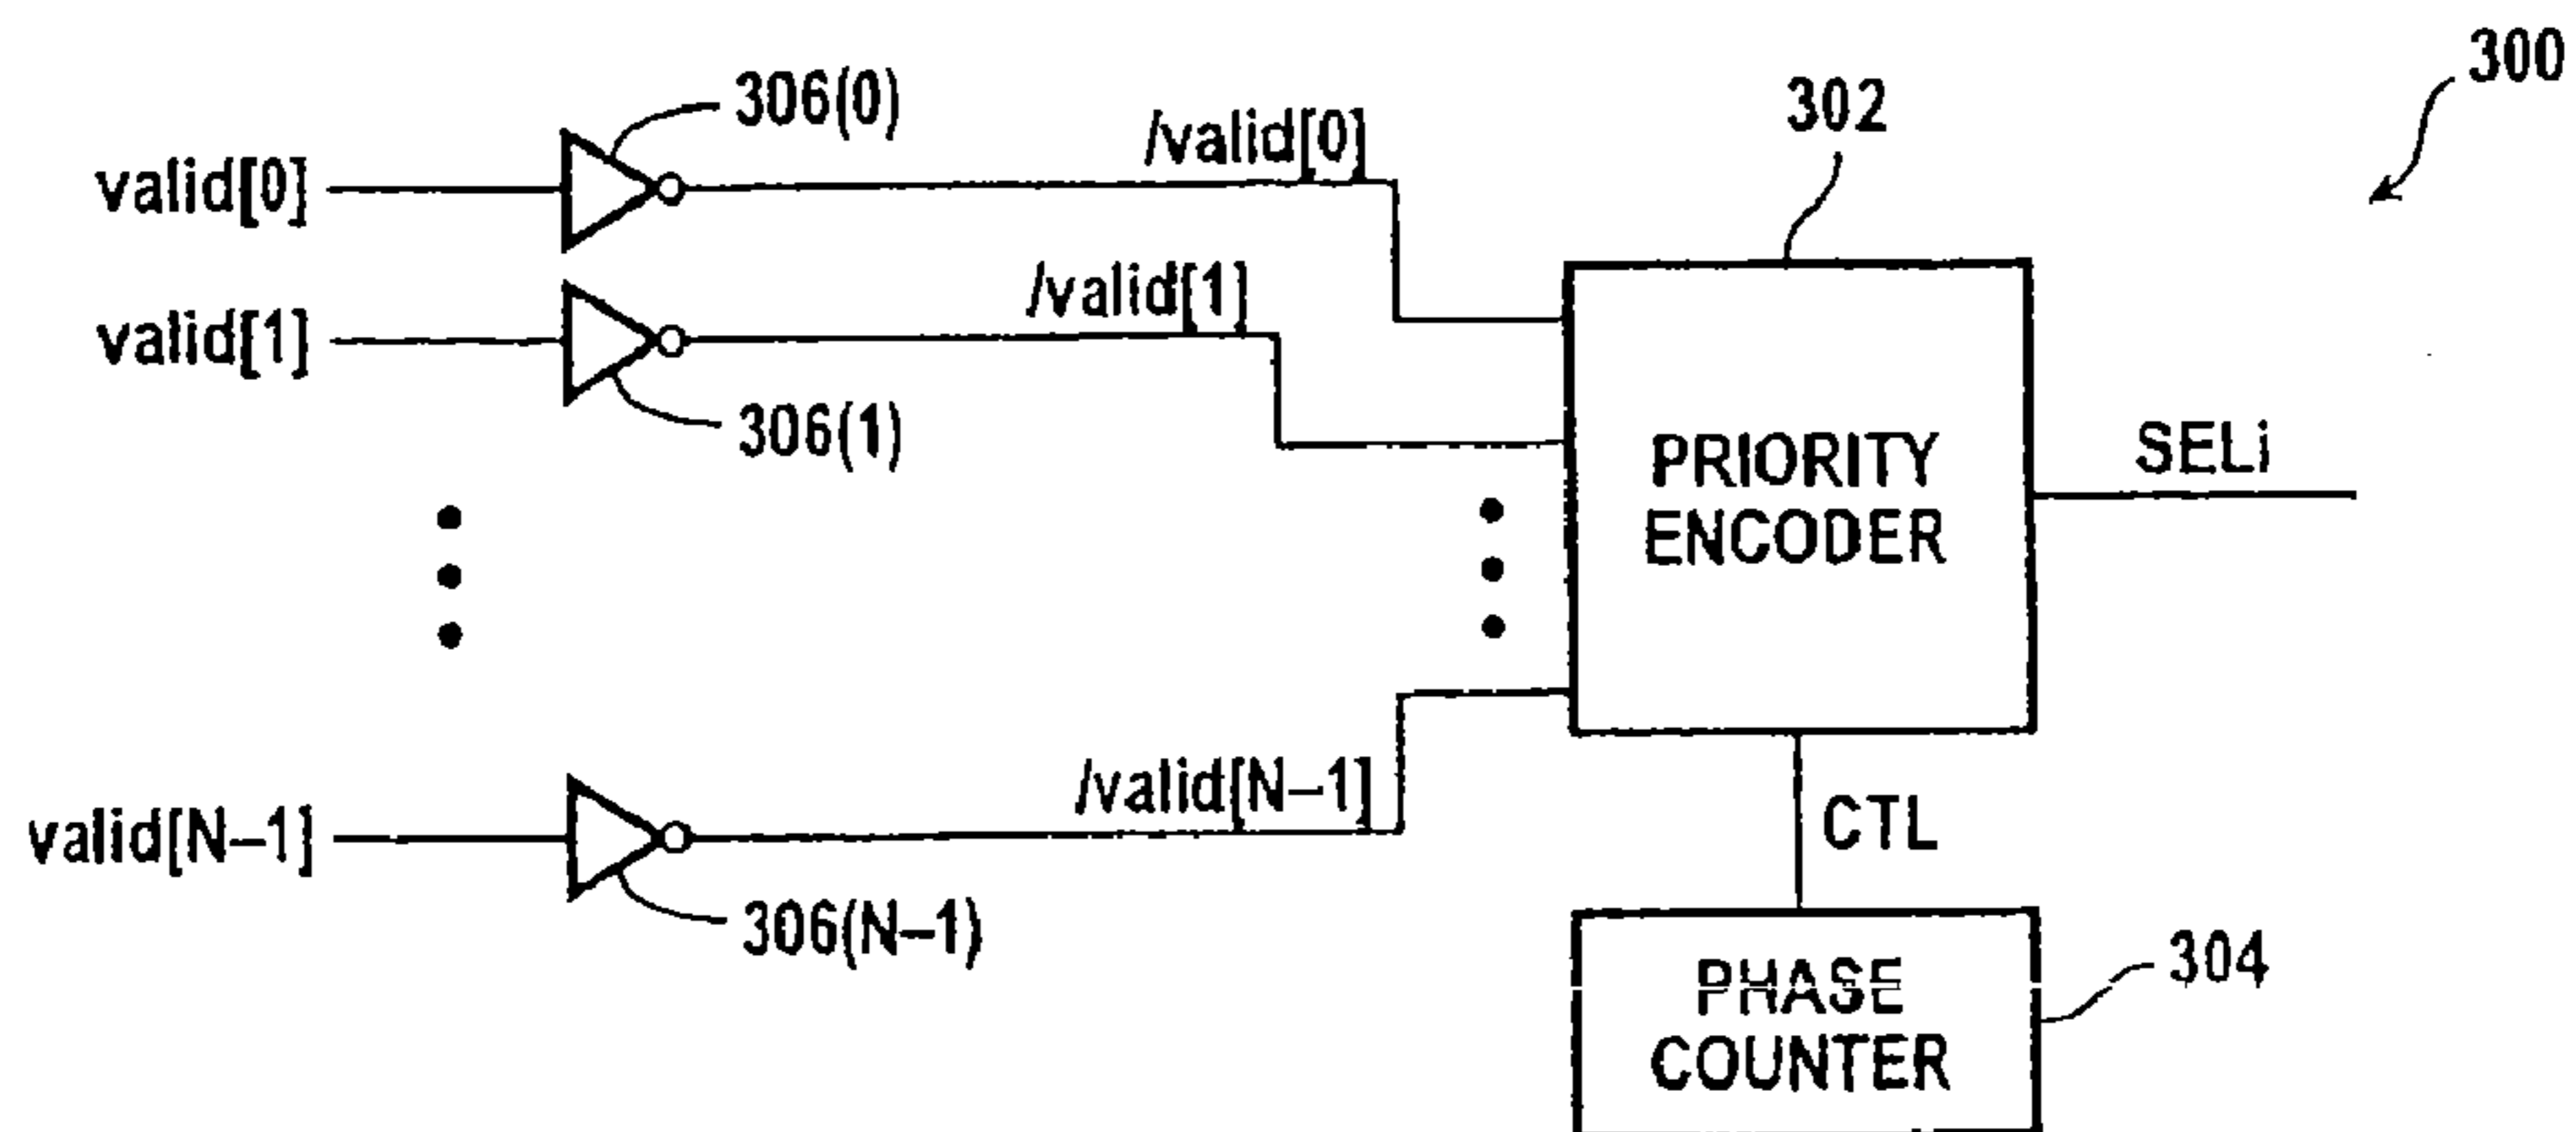 300
306(0)
/valid[0]
302
valid[0]
/valid[1]
valid[1]
306(1)
PRIORITY
ENCODER
SELi
/valid[N–1]
valid[N–1]
CTL
306(N–1)
PHASE
COUNTER
304